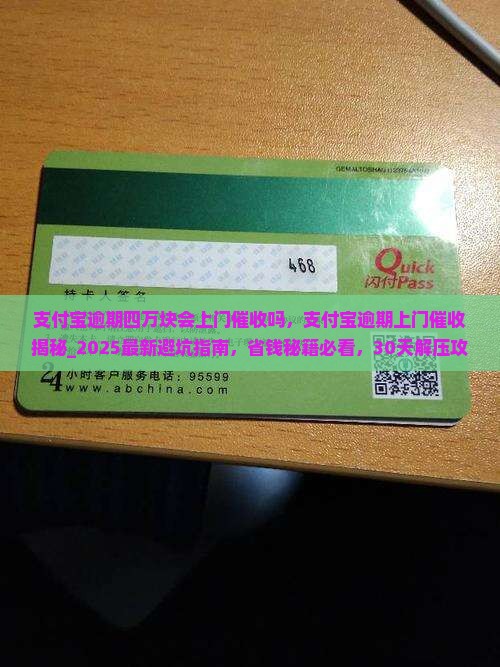 468
Quick
闪付Pass
持卡人签名
支付宝逾期四万块会上门催收吗，支付宝逾期上门催收
揭秘_2025最新避坑指南，省钱秘籍必看，30天解压攻
24小时客户服务电话：95599
www.abchina.com